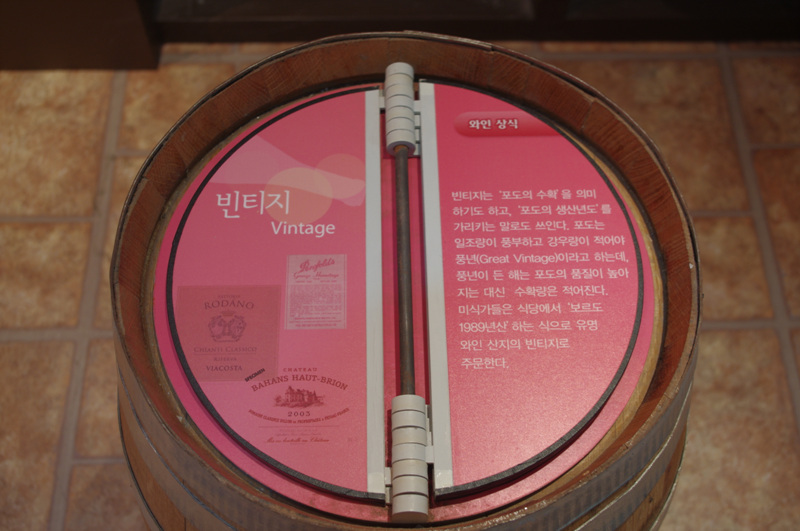 빈티지
Vintage
Penfolds
RODANO
CHIANTI CLASSICO
VIACOSTA
SPECIMEN
CHATEAU
BAHANS HAUT-BRION
2003
와인 상식
빈티지는 '포도의 수확'을 의미
하기도 하고, '포도의 생산년도'를
가리키는 말로도 쓰인다. 포도는
일조량이 풍부하고 강우량이 적어야
풍년(Great Vintage)이라고 하는데,
풍년이 든 해는 포도의 품질이 높아
지는 대신 수확량은 적어진다.
미식가들은 식당에서 '보르도
1989년산' 하는 식으로 유명
와인 산지의 빈티지로
주문한다.